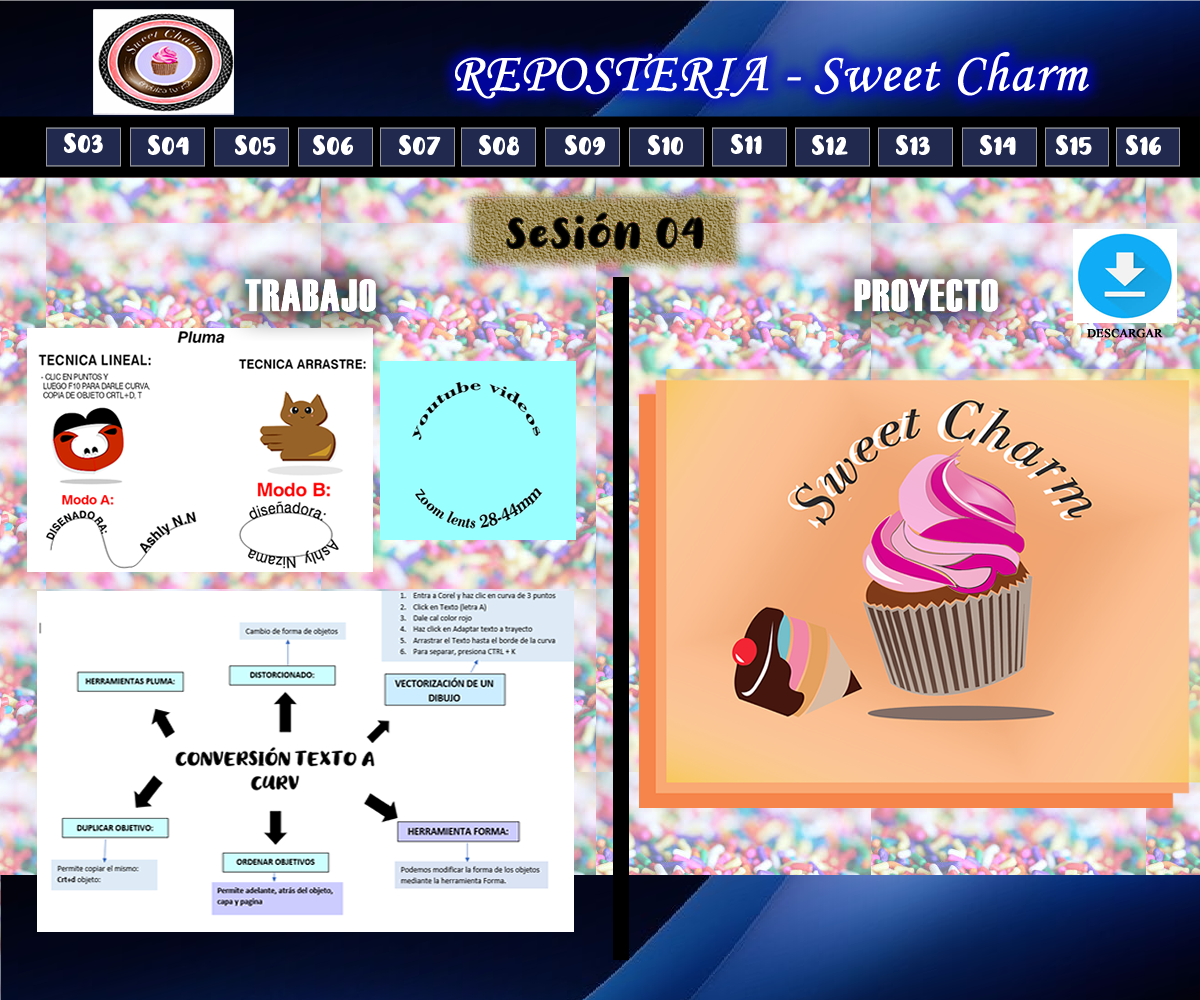 Sweet Charm
REPOSTERIA - Sweet Charm
S03
S04
S05
S06
S07
S08
S09
S10
S11
S12
S13
S14
S15
S16
SeSión 04
TRABAJO
Pluma
TECNICA LINEAL:
- CLIC EN PUNTOS Y
LUEGO F10 PARA DARLE CURVA,
COPIA DE OBJETO CRTL+D, T
TECNICA ARRASTRE:
Modo A:
DISENADO RA:
Ashly N.N
Modo B:
diseñadora:
Ashly Nizama
youtube videos
Zoom lents 28-44mm
1. Entra a Corel y haz clic en curva de 3 puntos
2. Click en Texto (letra A)
3. Dale cal color rojo
4. Haz click en Adaptar texto a trayecto
5. Arrastrar el Texto hasta el borde de la curva
6. Para separar, presiona CTRL + K
Cambio de forma de objetos
HERRAMIENTAS PLUMA:
DISTORCIONADO:
VECTORIZACIÓN DE UN
DIBUJO
CONVERSIÓN TEXTO A
CURV
DUPLICAR OBJETIVO:
Permite copiar el mismo:
Crt+d objeto:
ORDENAR OBJETIVOS
Permite adelante, atrás del objeto,
capa y pagina
HERRAMIENTA FORMA:
Podemos modificar la forma de los objetos
mediante la herramienta Forma.
PROYECTO
DESCARGAR
Sweet Charm